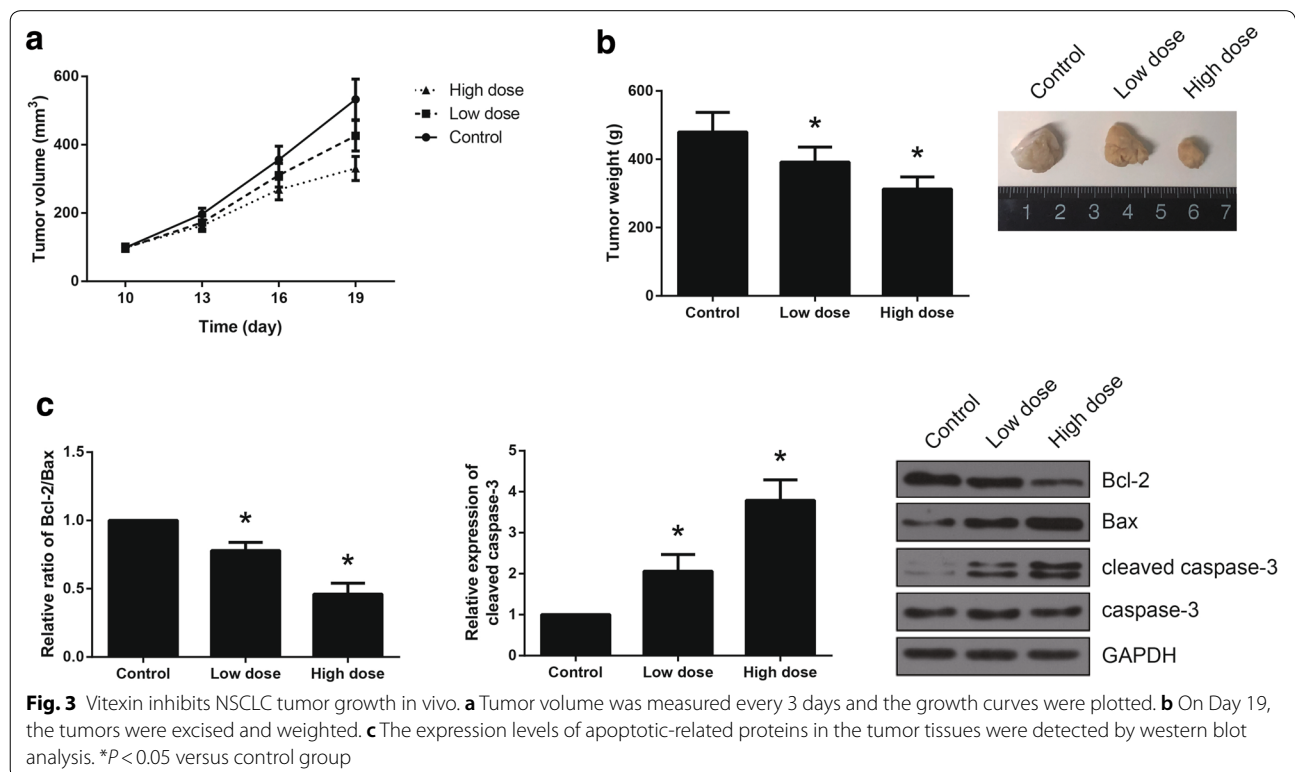 a
600
400
200
0
Tumor volume (mm³)
10 13 16 19
Time (day)
High dose
Low dose
Control
b
600
400
200
0
Tumor weight (g)
*
*
Control Low dose High dose
Control Low dose High dose
1 2 3 4 5 6 7
c
1.5
1.0
0.5
0.0
Relative ratio of Bcl-2/Bax
*
*
Control Low dose High dose
5
4
3
2
1
0
Relative expression of
cleaved caspase-3
*
*
Control Low dose High dose
Control Low dose High dose
Bcl-2
Bax
cleaved caspase-3
caspase-3
GAPDH
Fig. 3 Vitexin inhibits NSCLC tumor growth in vivo. a Tumor volume was measured every 3 days and the growth curves were plotted. b On Day 19,
the tumors were excised and weighted. c The expression levels of apoptotic-related proteins in the tumor tissues were detected by western blot
analysis. *P < 0.05 versus control group